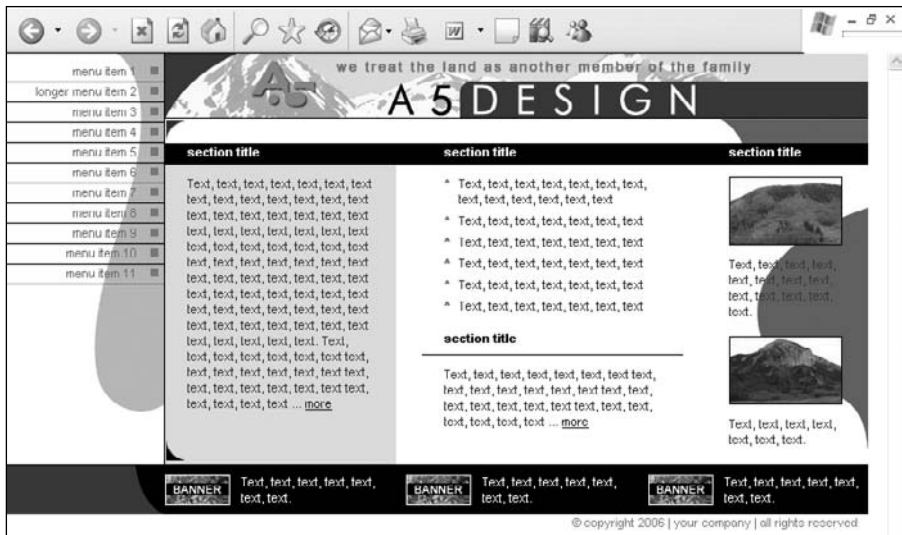 W
we treat the land as another member of the family
A5
A5 DESIGN
menu item 1
longer menu item 2
menu item 3
menu item 4
menu item 5
menu item 6
menu item 7
menu item 8
menu item 9
menu item 10
menu item 11
section title
Text, text, text, text, text, text, text
text, text, text, text, text, text, text
text, text, text, text, text, text, text
text, text, text, text, text, text, text
text, text, text, text, text, text, text
text, text, text, text, text, text, text
text, text, text, text, text, text, text
text, text, text, text, text, text, text
text, text, text, text, text, text, text
text, text, text, text, text, text, text
text, text, text, text, text. Text,
text, text, text, text, text, text text,
text, text, text, text, text, text text,
text, text, text, text, text, text text,
text, text, text, text ... more
section title
^ Text, text, text, text, text, text, text,
text, text, text, text, text, text
^ Text, text, text, text, text, text, text
^ Text, text, text, text, text, text, text
^ Text, text, text, text, text, text, text
^ Text, text, text, text, text, text, text
^ Text, text, text, text, text, text, text
section title
Text, text, text, text, text, text, text text,
text, text, text, text, text, text text, text,
text, text, text, text, text text, text, text,
text, text, text, text ... more
section title
Text, text, text, text,
text, text, text, text,
text, text, text, text,
text.
Text, text, text, text,
text, text, text.
BANNER
Text, text, text, text, text,
text, text.
BANNER
Text, text, text, text, text,
text, text.
BANNER
Text, text, text, text, text,
text, text.
© copyright 2006 | your company | all rights reserved